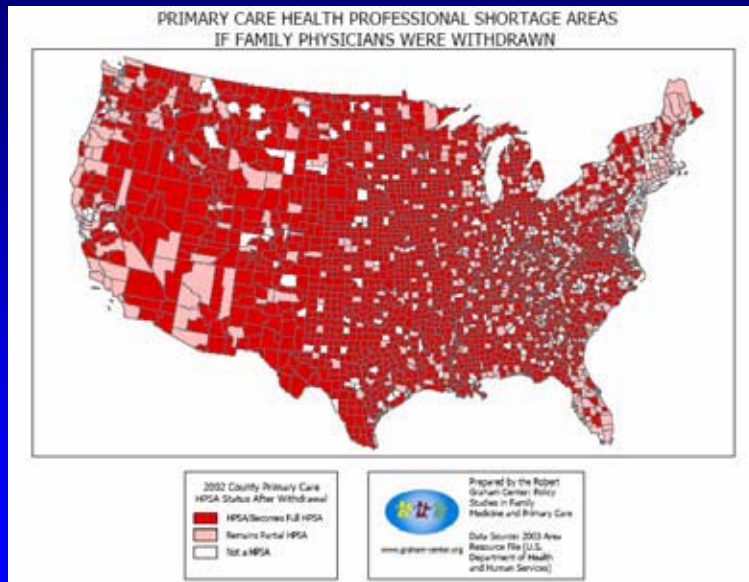 PRIMARY CARE HEALTH PROFESSIONAL SHORTAGE AREAS
IF FAMILY PHYSICIANS WERE WITHDRAWN
2002 County Primary Care
HPSA Status After Withdrawal
HPSA/Becomes Full HPSA
Remains Partial HPSA
Not a HPSA
www.graham-center.org
Prepared by the Robert
Graham Center: Policy
Studies in Family
Medicine and Primary Care
Data Source: 2003 Area
Resource File (U.S.
Department of Health
and Human Services)